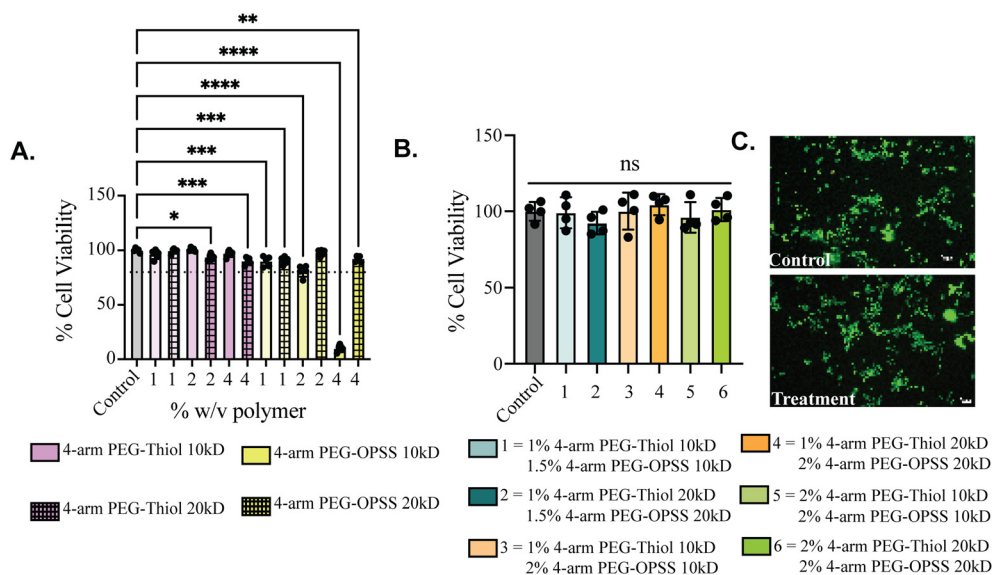 **
****
****
***
***
***
*
A.
% Cell Viability
150
100
50
0
Control
1
1
2
2
4
4
1
1
2
2
4
4
% w/v polymer
4-arm PEG-Thiol 10kD
4-arm PEG-OPSS 10kD
4-arm PEG-Thiol 20kD
4-arm PEG-OPSS 20kD
B.
% Cell Viability
150
100
50
0
ns
Control
1
2
3
4
5
6
1 = 1% 4-arm PEG-Thiol 10kD
1.5% 4-arm PEG-OPSS 10kD
2 = 1% 4-arm PEG-Thiol 20kD
1.5% 4-arm PEG-OPSS 20kD
3 = 1% 4-arm PEG-Thiol 10kD
2% 4-arm PEG-OPSS 10kD
4 = 1% 4-arm PEG-Thiol 20kD
2% 4-arm PEG-OPSS 20kD
5 = 2% 4-arm PEG-Thiol 10kD
2% 4-arm PEG-OPSS 10kD
6 = 2% 4-arm PEG-Thiol 20kD
2% 4-arm PEG-OPSS 20kD
C.
Control
Treatment